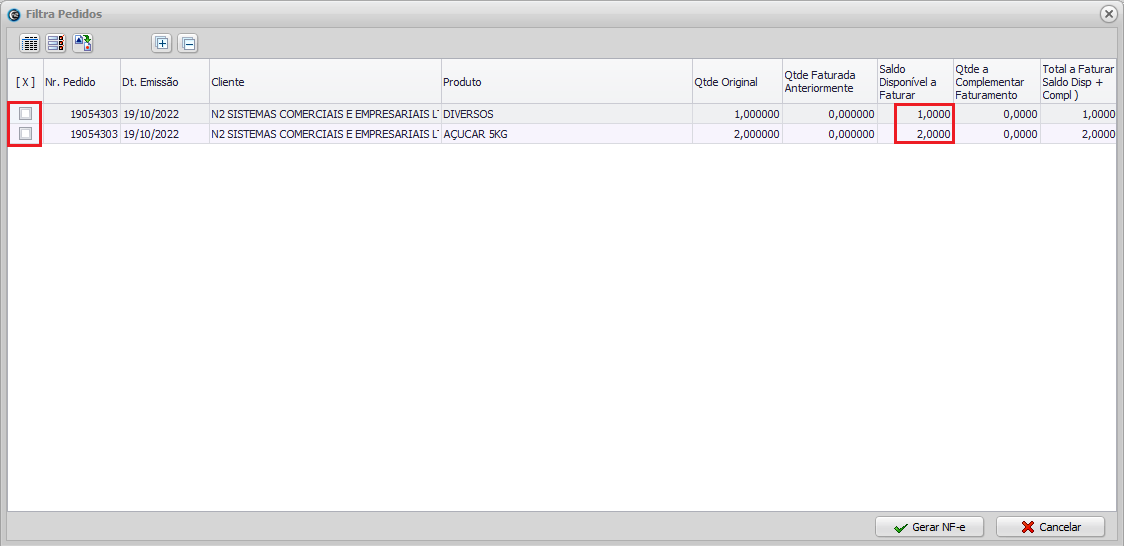 Filtra Pedidos
[ X ] Nr. Pedido Dt. Emissão Cliente Produto Qtde Original Qtde Faturada Anteriormente Saldo Disponível a Faturar Qtde a Complementar Faturamento Total a Faturar Saldo Disp + Compl )
19054303 19/10/2022 N2 SISTEMAS COMERCIAIS E EMPRESARIAIS DIVERSOS 1,000000 0,000000 1,0000 0,0000 1,0000
19054303 19/10/2022 N2 SISTEMAS COMERCIAIS E EMPRESARIAIS AÇUCAR 5KG 2,000000 0,000000 2,0000 0,0000 2,0000
Gerar NF-e Cancelar